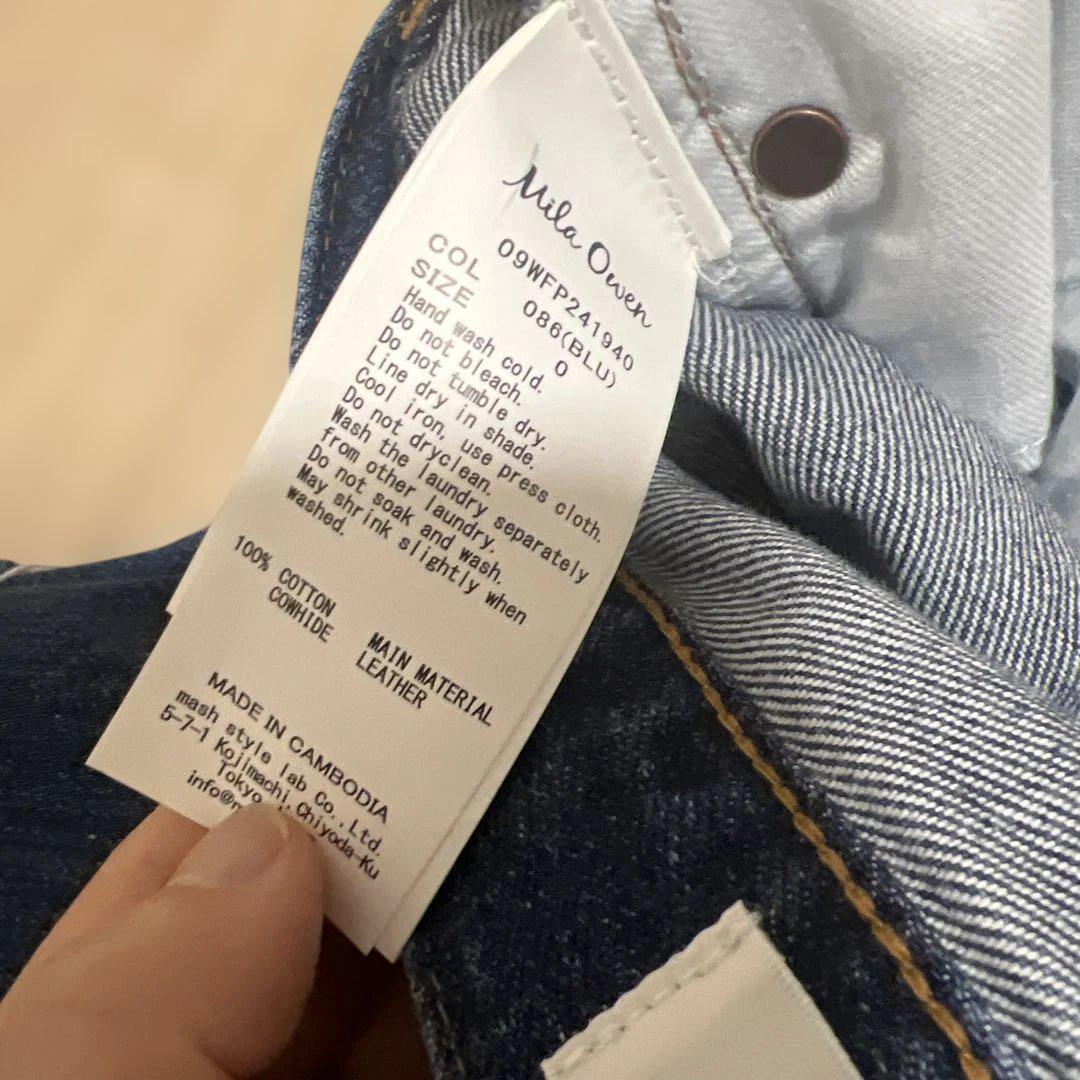 Mila Owen
09WFP241940
COL 086(BLU)
SIZE 0
Hand wash cold.
Do not bleach.
Do not tumble dry.
Line dry in shade.
Cool iron, use press cloth.
Do not dryclean.
Wash the laundry separately
from other laundry.
Do not soak and wash.
May shrink slightly when
washed.
100% COTTON MAIN MATERIAL
COWHIDE LEATHER
MADE IN CAMBODIA
mash style lab Co.,Ltd.
5-7-1 Kojimachi,Chiyoda-Ku
Tokyo